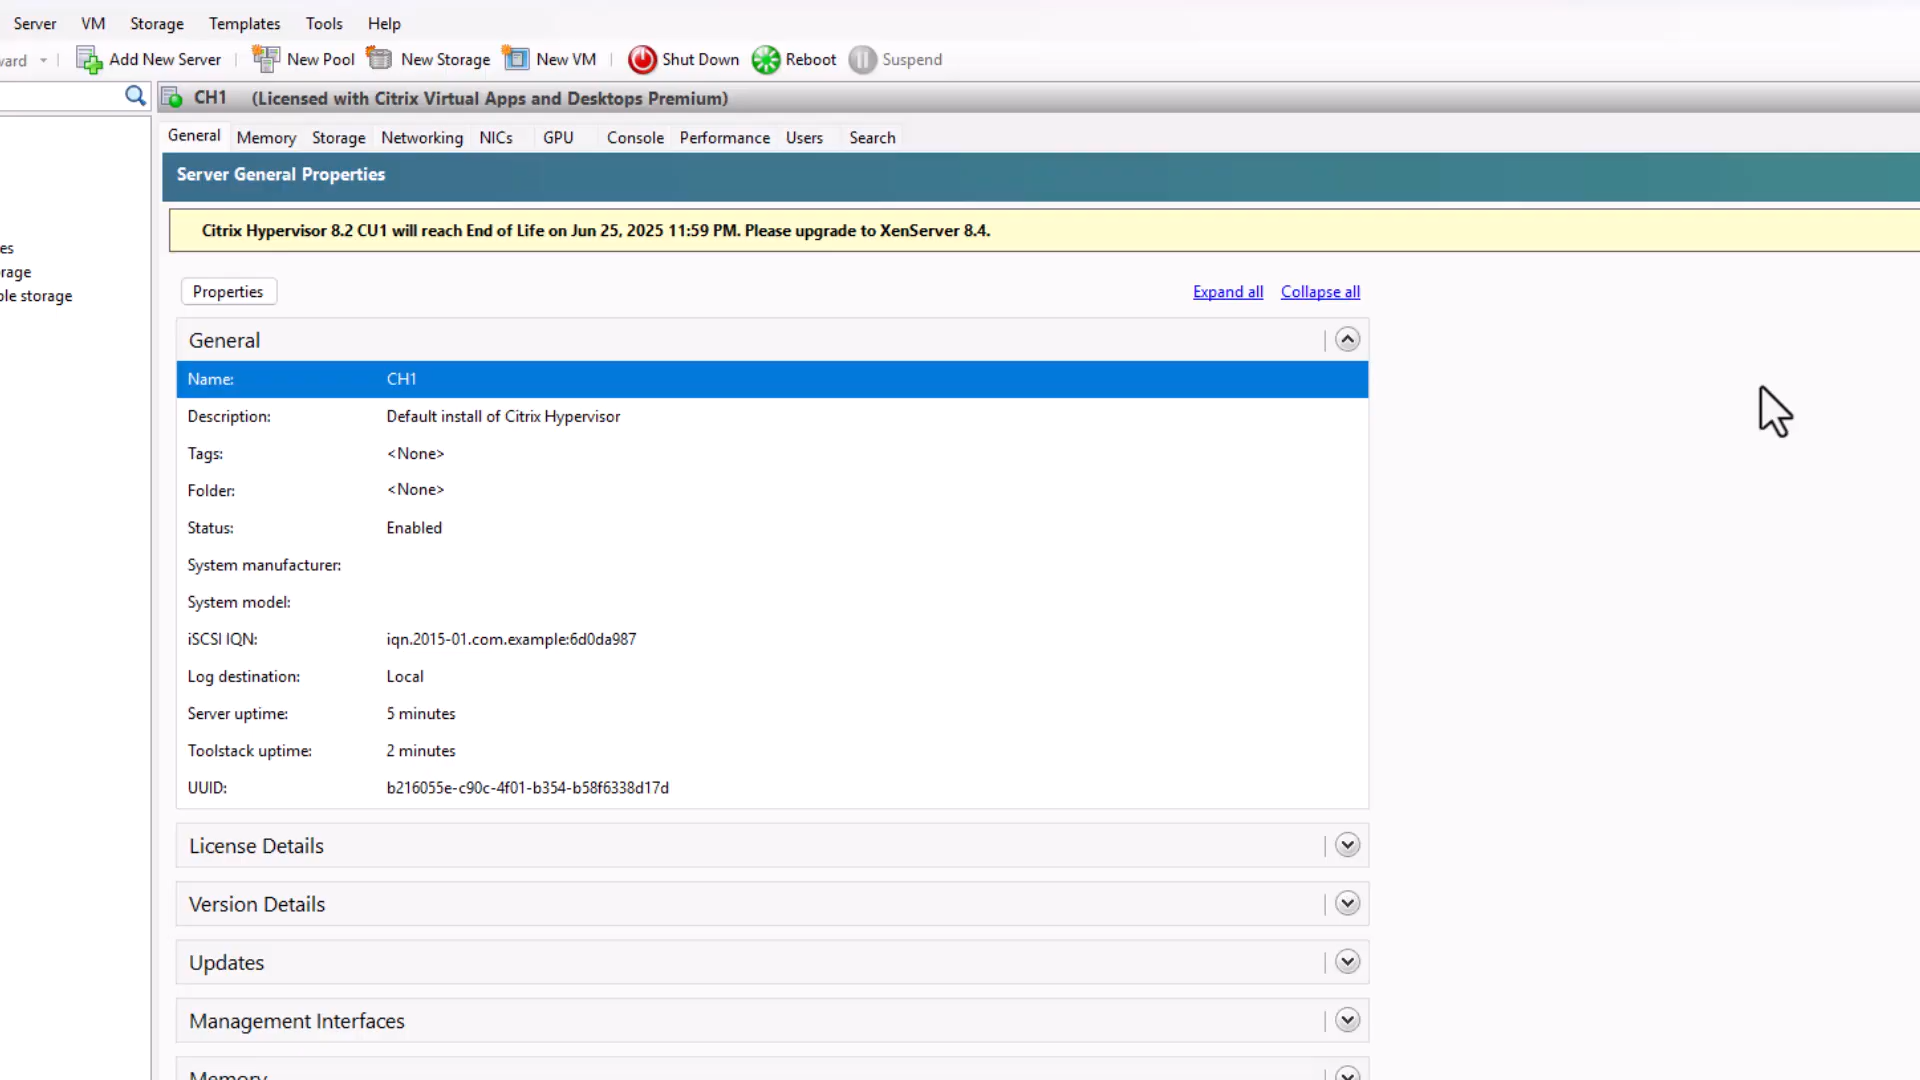 Server VM Storage Templates Tools Help
ward Add New Server New Pool New Storage New VM Shut Down Reboot Suspend
CH1 (Licensed with Citrix Virtual Apps and Desktops Premium)
General Memory Storage Networking NICs GPU Console Performance Users Search
Server General Properties
Citrix Hypervisor 8.2 CU1 will reach End of Life on Jun 25, 2025 11:59 PM. Please upgrade to XenServer 8.4.
es
orage
ble storage
Properties Expand all Collapse all
General
Name: CH1
Description: Default install of Citrix Hypervisor
Tags: <None>
Folder: <None>
Status: Enabled
System manufacturer:
System model:
iSCSI IQN: iqn.2015-01.com.example:6d0da987
Log destination: Local
Server uptime: 5 minutes
Toolstack uptime: 2 minutes
UUID: b216055e-c90c-4f01-b354-b58f6338d17d
License Details
Version Details
Updates
Management Interfaces
Memory